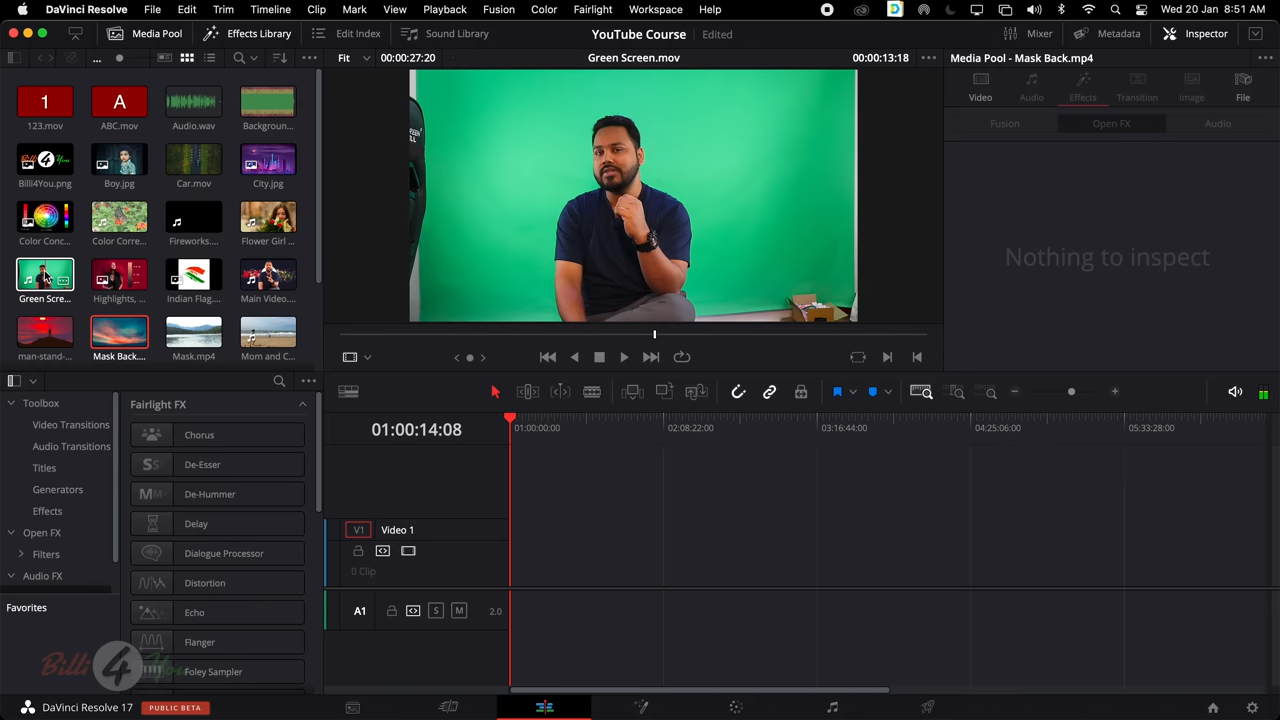 DaVinci Resolve File Edit Trim Timeline Clip Mark View Playback Fusion Color Fairlight Workspace Help Wed 20 Jan 8:51 AM
Media Pool Effects Library Edit Index Sound Library YouTube Course Edited Mixer Metadata Inspector
... Fit 00:00:27:20 Green Screen.mov 00:00:13:18 Media Pool - Mask Back.mp4
Video Audio Effects Transition Image File
Fusion Open FX Audio
Nothing to inspect
1 A
123.mov ABC.mov Audio.wav Backgroun...
Billi 4 You
Billi4You.png Boy.jpg Car.mov City.jpg
Color Conc... Color Corre... Fireworks.... Flower Girl ...
Green Scre... Highlights, ... Indian Flag.... Main Video....
man-stand-... Mask Back.... Mask.mp4 Mom and C...
Toolbox
Video Transitions
Audio Transitions
Titles
Generators
Effects
Open FX
Filters
Audio FX
Favorites
Fairlight FX
Chorus
De-Esser
De-Hummer
Delay
Dialogue Processor
Distortion
Echo
Flanger
Foley Sampler
01:00:14:08
01:00:00:00 02:08:22:00 03:16:44:00 04:25:06:00 05:33:28:00
V1 Video 1
0 Clip
A1 S M 2.0
Billi 4 You
DaVinci Resolve 17 PUBLIC BETA